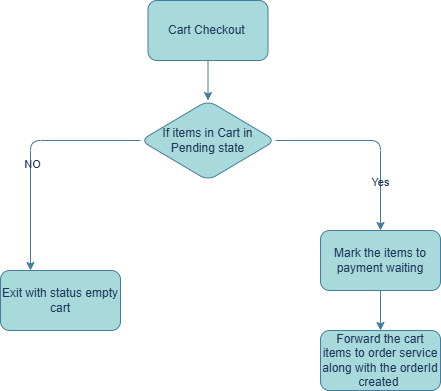 Cart Checkout
If items in Cart in
Pending state
NO
Yes
Mark the items to
payment waiting
Exit with status empty
cart
Forward the cart
items to order service
along with the orderId
created